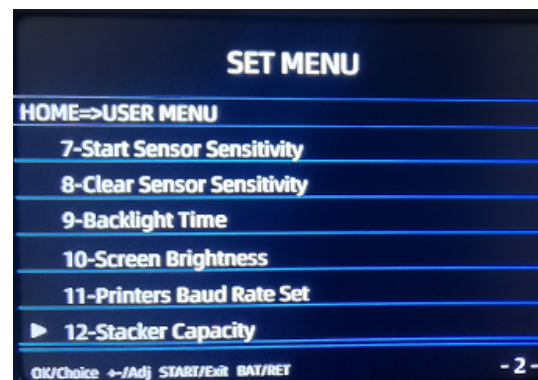 SET MENU
HOME=>USER MENU
7-Start Sensor Sensitivity
8-Clear Sensor Sensitivity
9-Backlight Time
10-Screen Brightness
11-Printers Baud Rate Set
12-Stacker Capacity
OK/Choice +-/Adj START/Exit BAT/RET
-2-